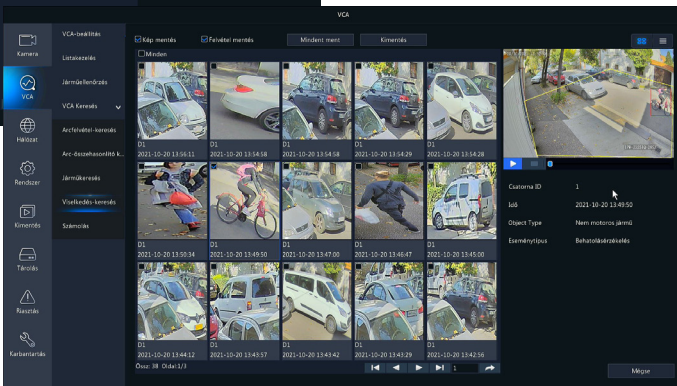 VCA
Kamera
VCA
Hálózat
Rendszer
Kimentés
Tárolás
Riasztás
Karbantartás
VCA-beállítás
Listakezelés
Járműellenőrzés
VCA Keresés
Arcfelvétel-keresés
Arc-összehasonlító k...
Járműkeresés
Viselkedés-keresés
Számolás
Kép mentés Felvétel mentés Mindent ment Kimentés
Minden
D1 D1 D1 D1 D1
2021-10-20 13:56:11 2021-10-20 13:54:58 2021-10-20 13:54:58 2021-10-20 13:54:29 2021-10-20 13:54:28
D1 D1 D1 D1 D1
2021-10-20 13:50:34 2021-10-20 13:49:50 2021-10-20 13:47:00 2021-10-20 13:46:47 2021-10-20 13:45:00
D1 D1 D1 D1 D1
2021-10-20 13:44:12 2021-10-20 13:43:57 2021-10-20 13:43:42 2021-10-20 13:43:29 2021-10-20 13:42:56
Össz: 38 Oldal:1/3 1
Csatorna ID 1
Idő 2021-10-20 13:49:50
Object Type Nem motoros jármű
Eseménytípus Behatolásérzékelés
Mégse